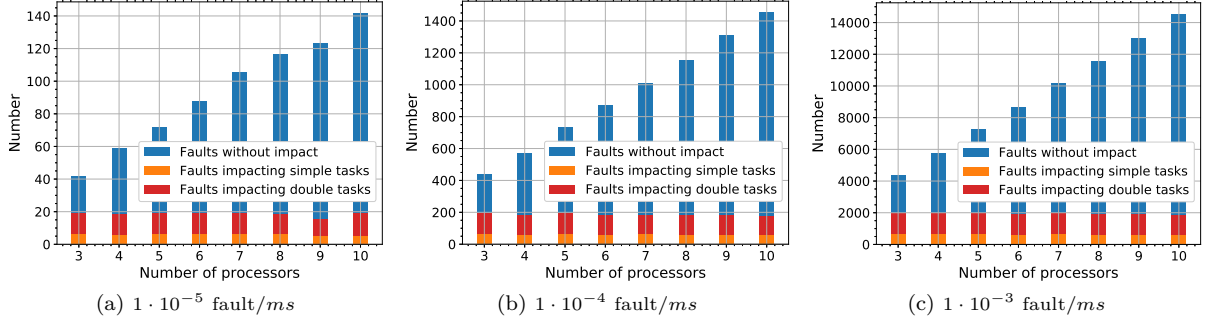 140
120
100
80
60
40
20
0
Number
Faults without impact
Faults impacting simple tasks
Faults impacting double tasks
3 4 5 6 7 8 9 10
Number of processors
(a) 1 · 10⁻⁵ fault/ms
1400
1200
1000
800
600
400
200
0
Number
Faults without impact
Faults impacting simple tasks
Faults impacting double tasks
3 4 5 6 7 8 9 10
Number of processors
(b) 1 · 10⁻⁴ fault/ms
14000
12000
10000
8000
6000
4000
2000
0
Number
Faults without impact
Faults impacting simple tasks
Faults impacting double tasks
3 4 5 6 7 8 9 10
Number of processors
(c) 1 · 10⁻³ fault/ms